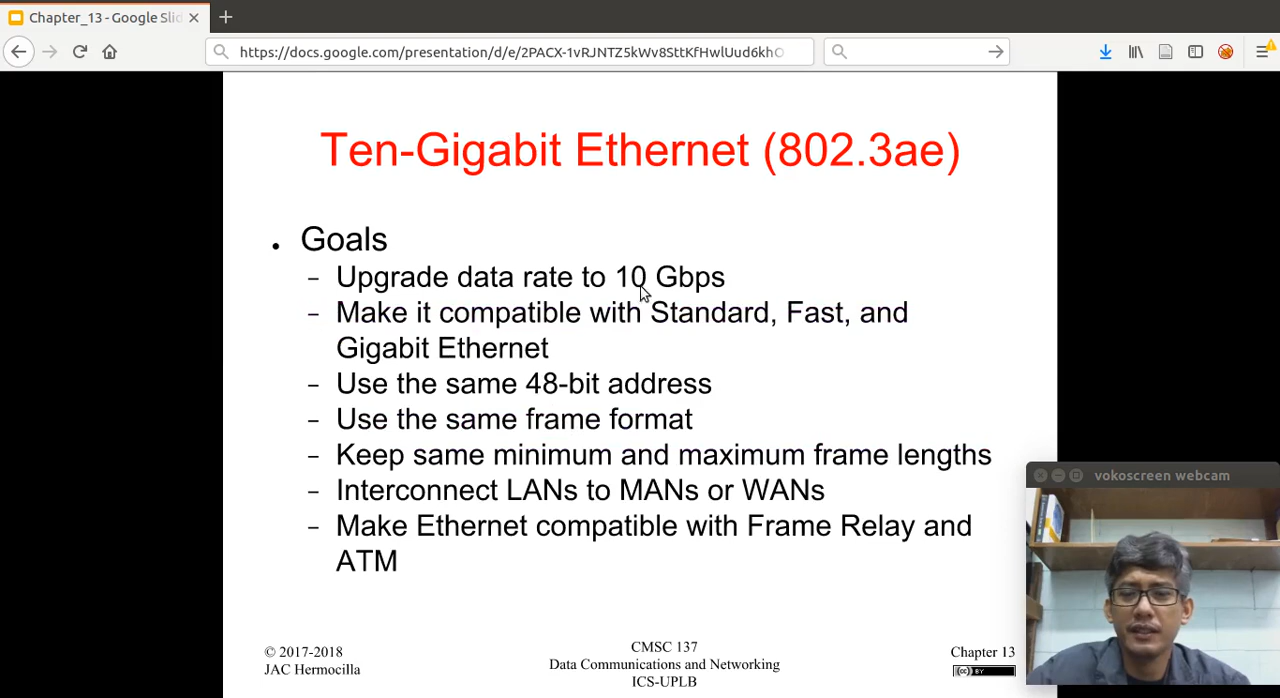 Chapter_13 - Google Slid
https://docs.google.com/presentation/d/e/2PACX-1vRJNTZ5kWv8SttKfHwlUud6khO
Ten-Gigabit Ethernet (802.3ae)
• Goals
– Upgrade data rate to 10 Gbps
– Make it compatible with Standard, Fast, and
Gigabit Ethernet
– Use the same 48-bit address
– Use the same frame format
– Keep same minimum and maximum frame lengths
– Interconnect LANs to MANs or WANs
– Make Ethernet compatible with Frame Relay and
ATM
vokoscreen webcam
© 2017-2018
JAC Hermocilla
CMSC 137
Data Communications and Networking
ICS-UPLB
Chapter 13
(cc) BY